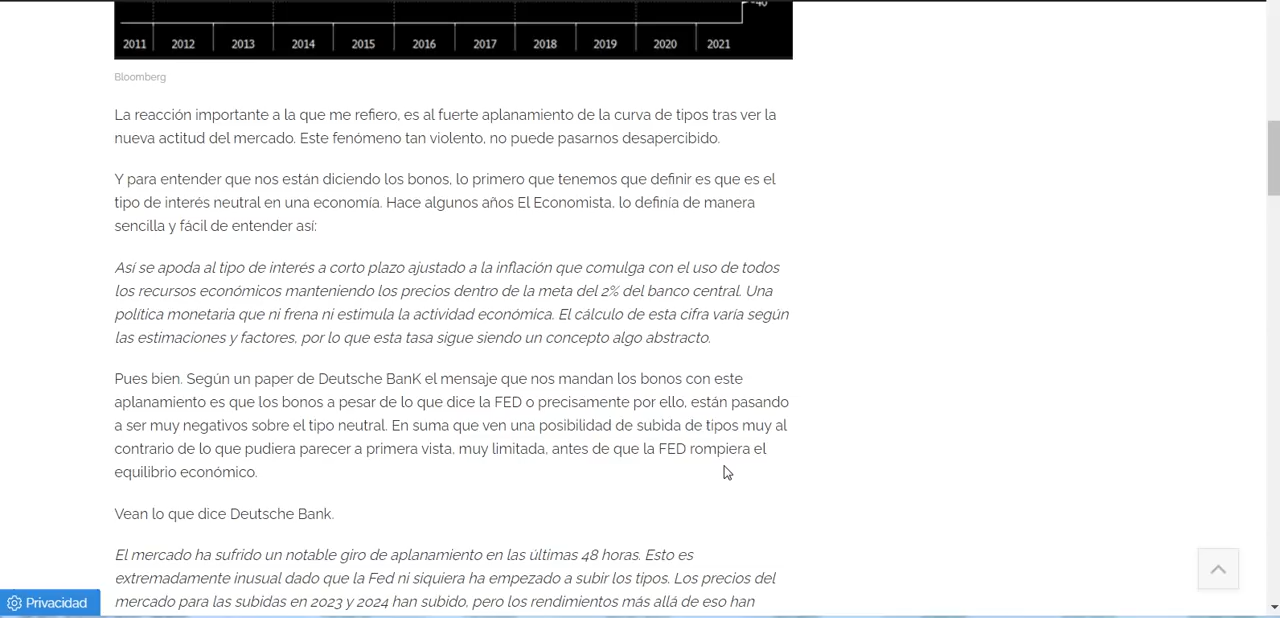 -40
2011 2012 2013 2014 2015 2016 2017 2018 2019 2020 2021
Bloomberg
La reacción importante a la que me refiero, es al fuerte aplanamiento de la curva de tipos tras ver la
nueva actitud del mercado. Este fenómeno tan violento, no puede pasarnos desapercibido.
Y para entender que nos están diciendo los bonos, lo primero que tenemos que definir es que es el
tipo de interés neutral en una economía. Hace algunos años El Economista, lo definía de manera
sencilla y fácil de entender así:
Así se apoda al tipo de interés a corto plazo ajustado a la inflación que comulga con el uso de todos
los recursos económicos manteniendo los precios dentro de la meta del 2% del banco central. Una
política monetaria que ni frena ni estimula la actividad económica. El cálculo de esta cifra varía según
las estimaciones y factores, por lo que esta tasa sigue siendo un concepto algo abstracto.
Pues bien. Según un paper de Deutsche BanK el mensaje que nos mandan los bonos con este
aplanamiento es que los bonos a pesar de lo que dice la FED o precisamente por ello, están pasando
a ser muy negativos sobre el tipo neutral. En suma que ven una posibilidad de subida de tipos muy al
contrario de lo que pudiera parecer a primera vista, muy limitada, antes de que la FED rompiera el
equilibrio económico.
Vean lo que dice Deutsche Bank.
El mercado ha sufrido un notable giro de aplanamiento en las últimas 48 horas. Esto es
extremadamente inusual dado que la Fed ni siquiera ha empezado a subir los tipos. Los precios del
mercado para las subidas en 2023 y 2024 han subido, pero los rendimientos más allá de eso han
Privacidad